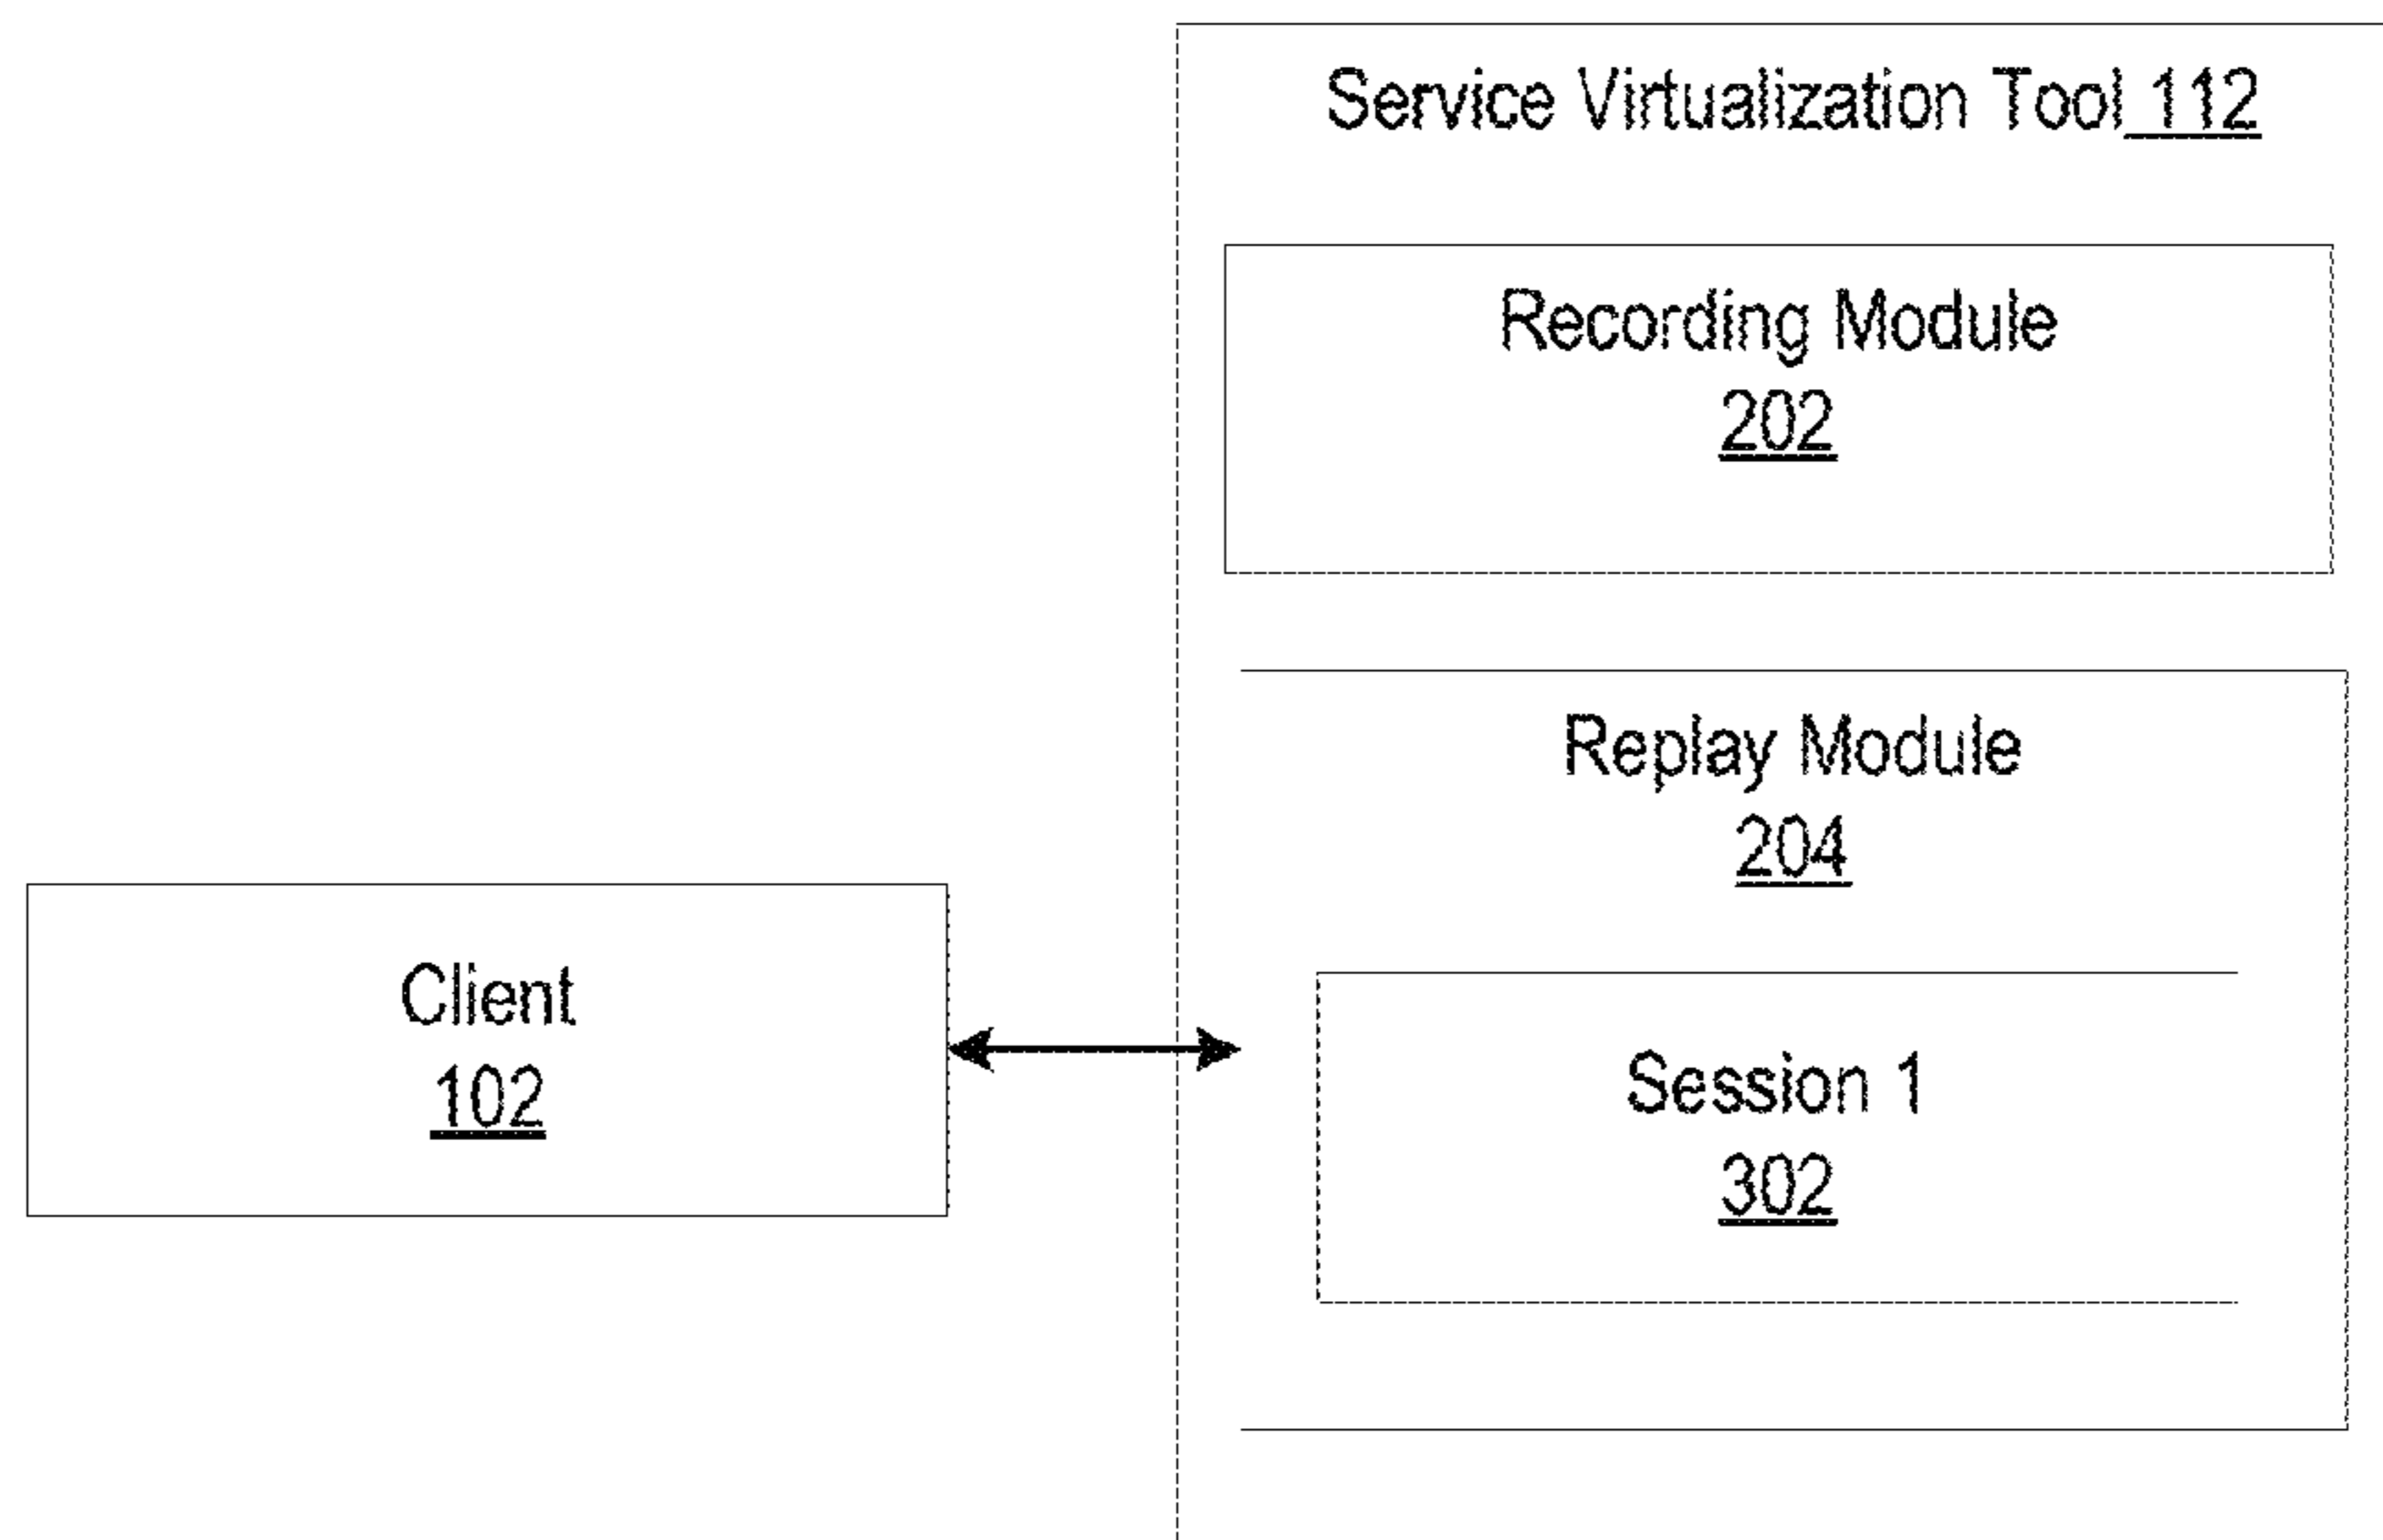 Service Virtualization Tool 112
Recording Module
202
Replay Module
204
Client
102
Session 1
302